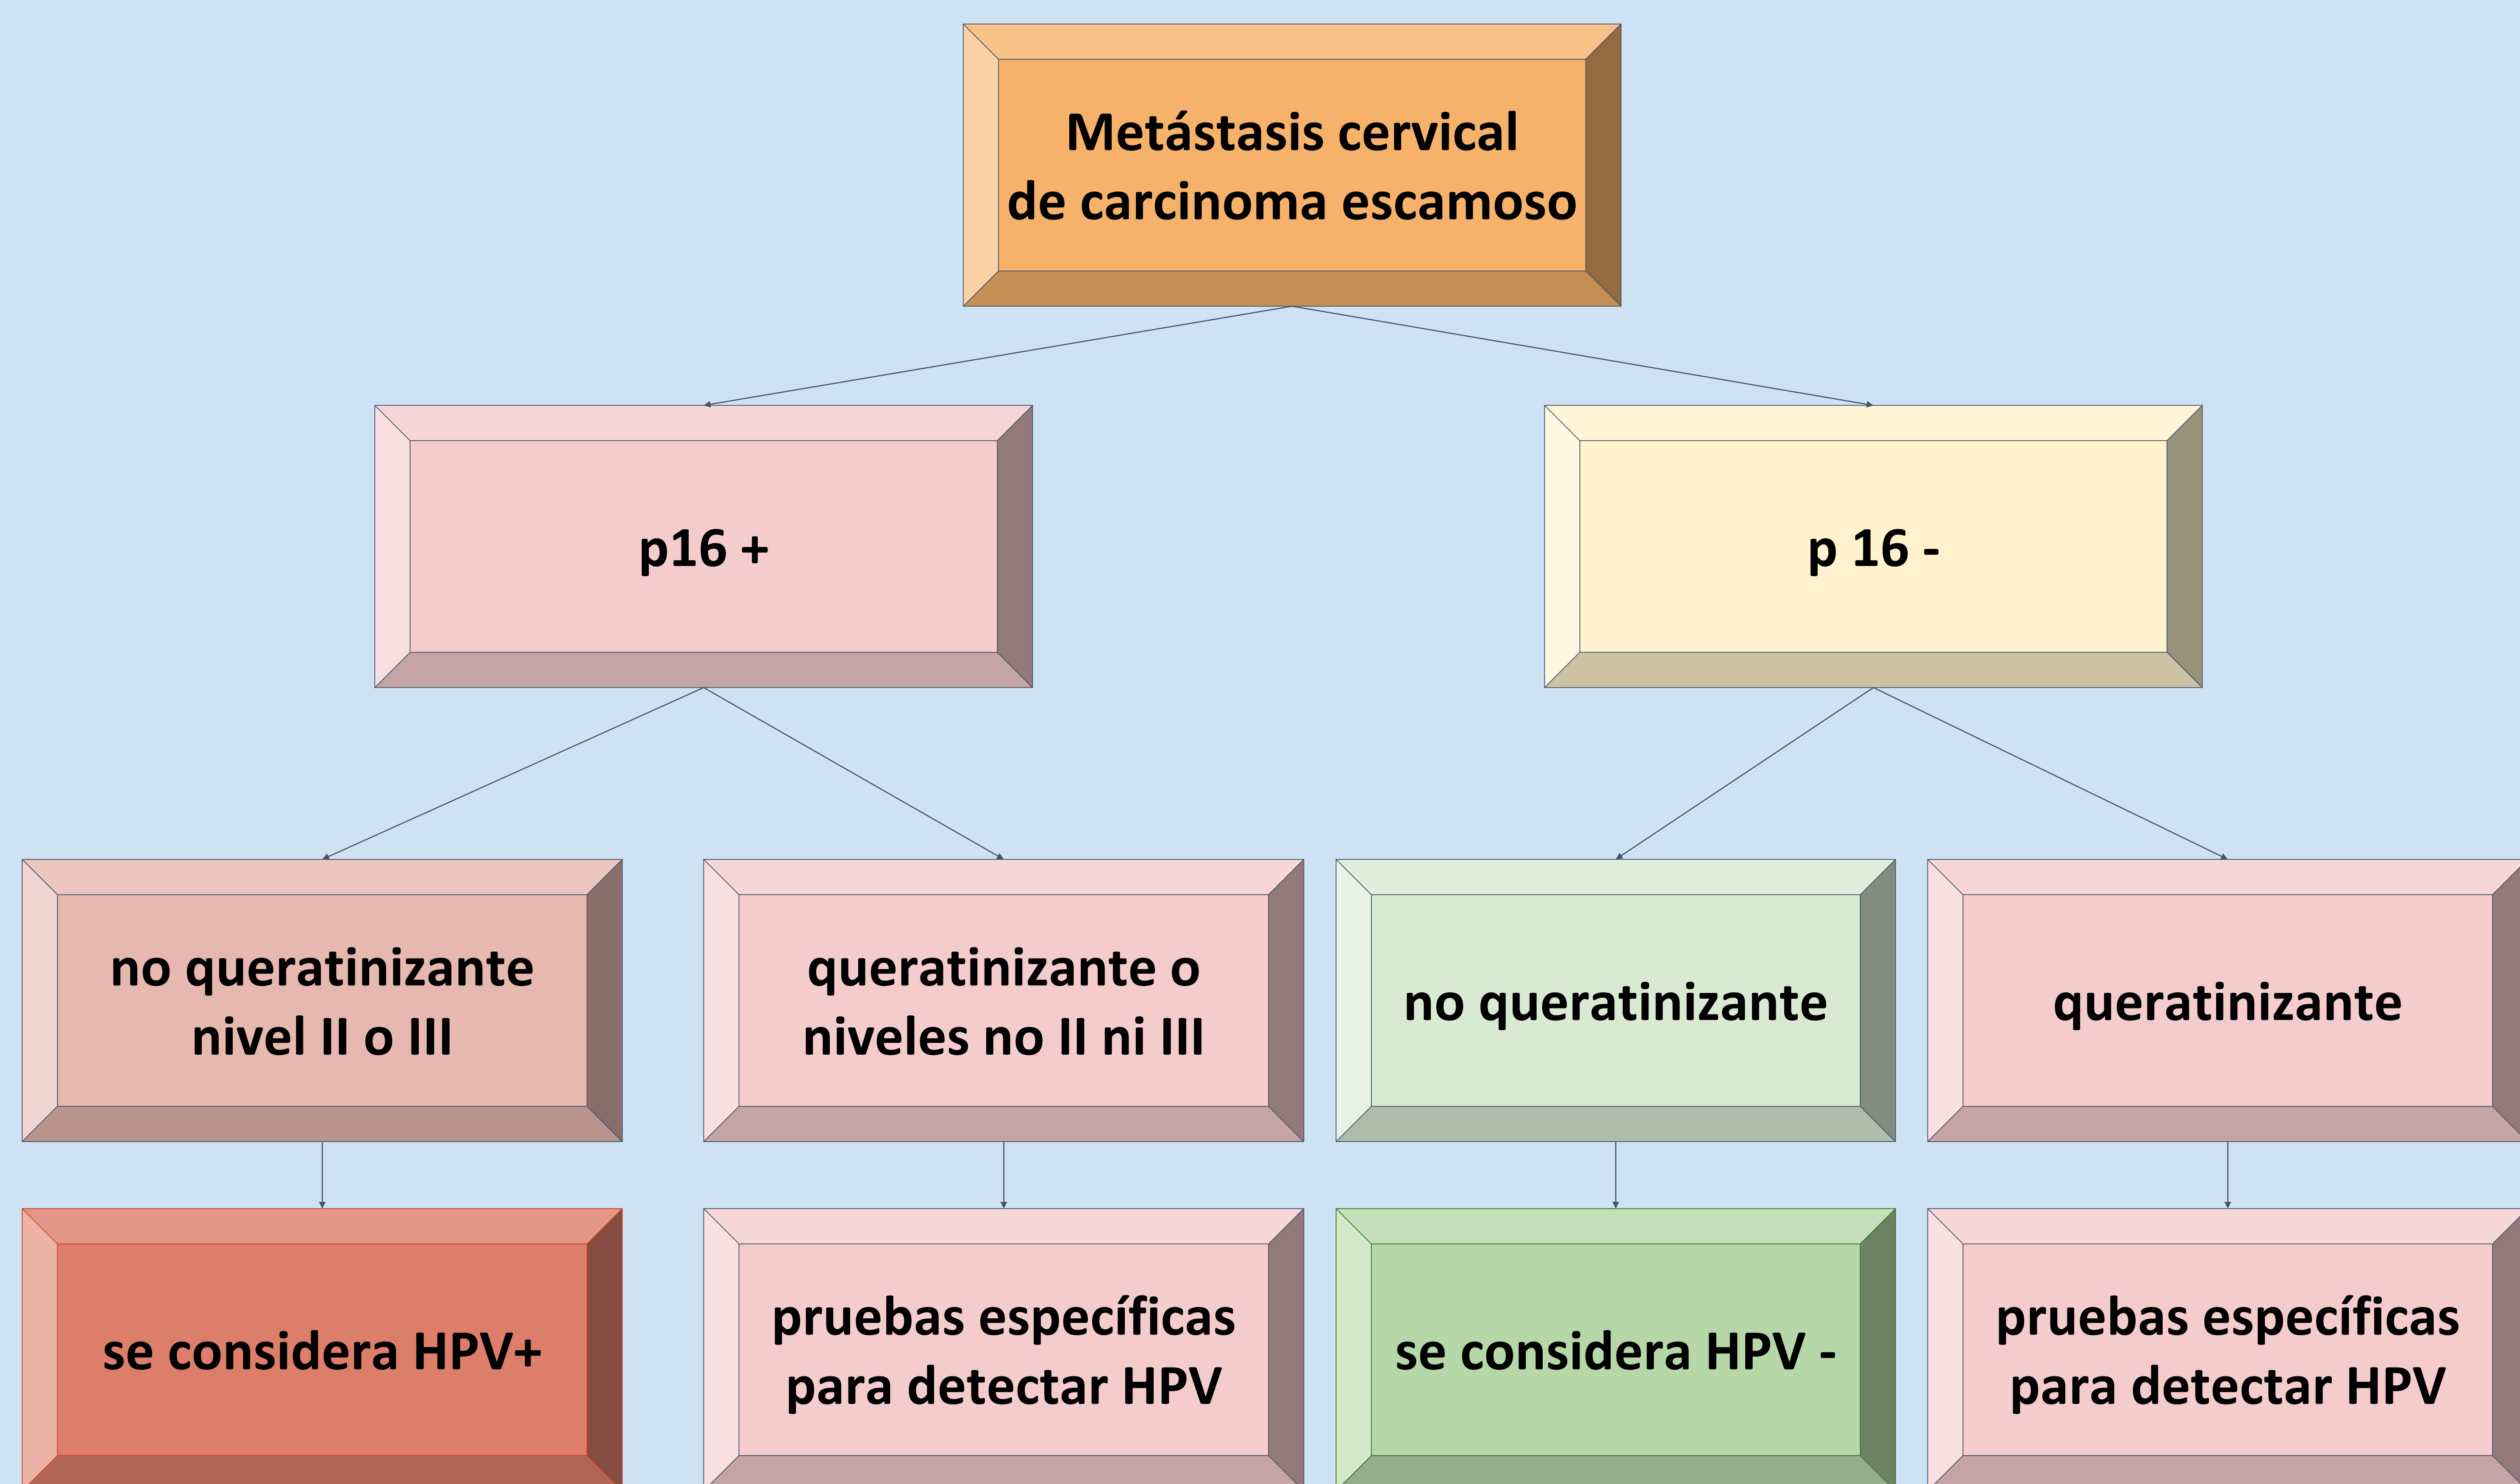 Metástasis cervical
de carcinoma escamoso
p16 +
p 16 -
no queratinizante
nivel II o III
queratinizante o
niveles no II ni III
no queratinizante
queratinizante
se considera HPV+
pruebas específicas
para detectar HPV
se considera HPV -
pruebas específicas
para detectar HPV